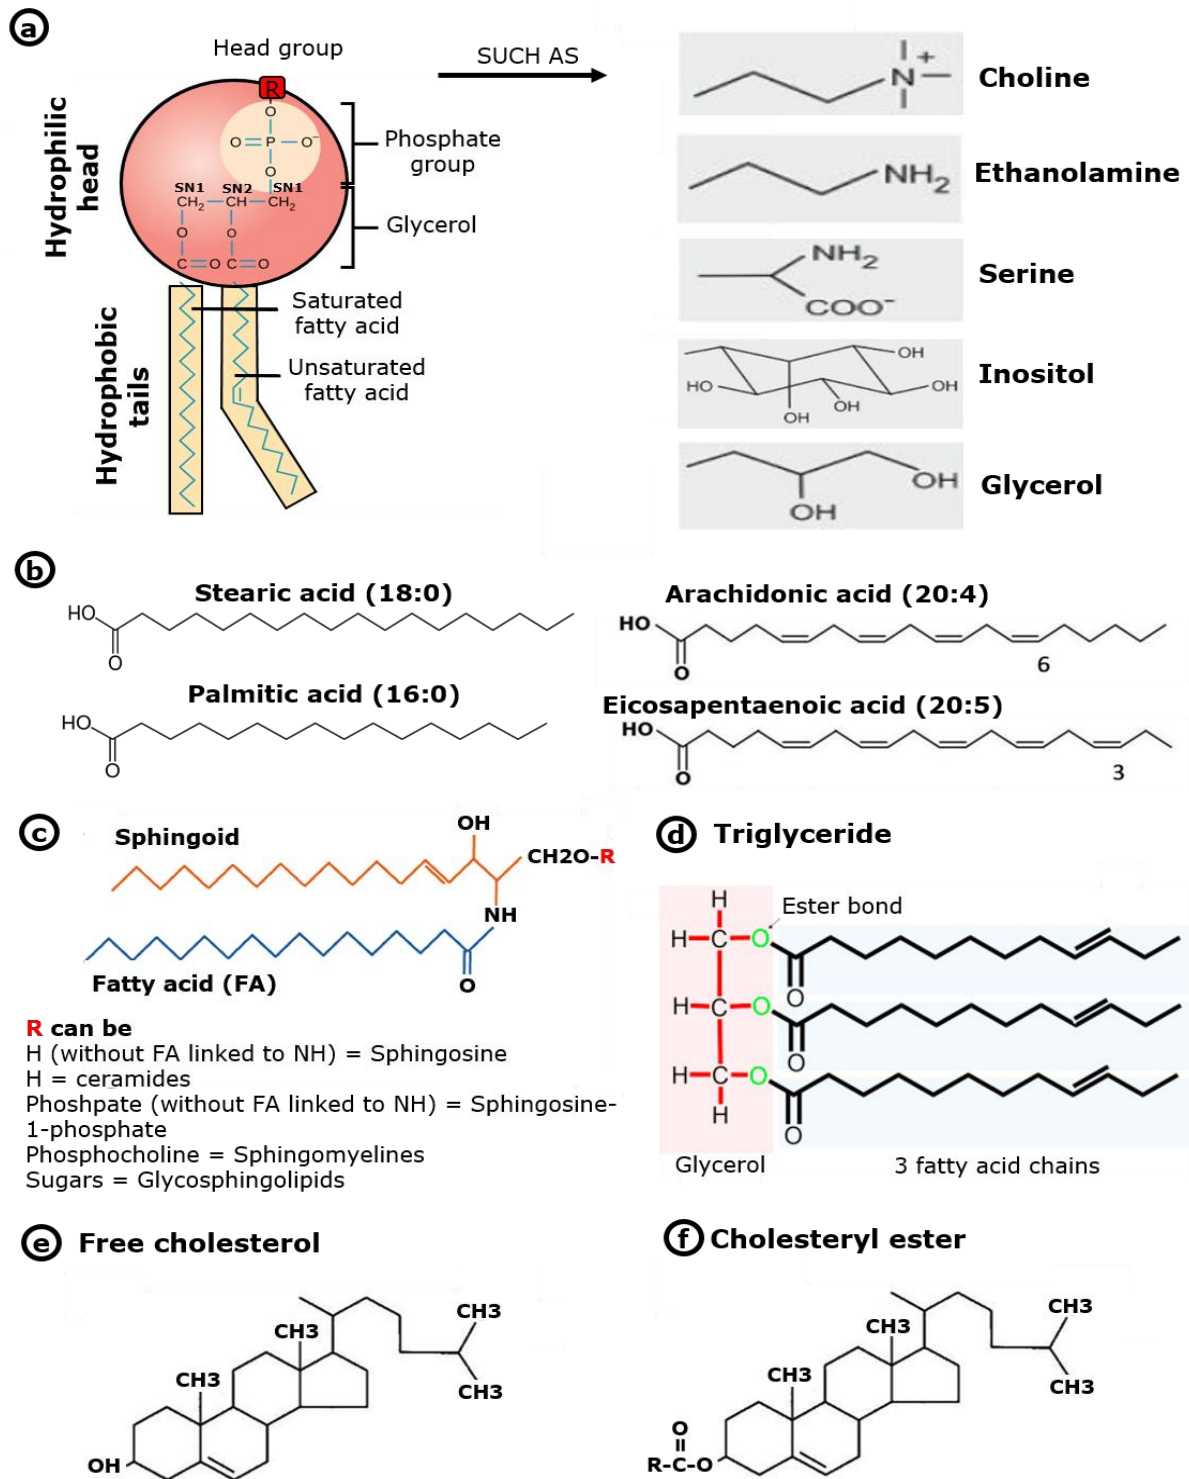 a
Head group
SUCH AS
Hydrophilic
head
R
O
O P O-
O
Phosphate
group
SN1 SN2 SN1
CH2 CH CH2
Glycerol
O O
C O C O
Hydrophobic
tails
Saturated
fatty acid
Unsaturated
fatty acid
N+
Choline
NH2
Ethanolamine
NH2
COO-
Serine
OH
HO OH
OH
OH
Inositol
OH
OH
Glycerol
b
Stearic acid (18:0)
HO
O
Arachidonic acid (20:4)
HO
O
6
Palmitic acid (16:0)
HO
O
Eicosapentaenoic acid (20:5)
HO
O
3
c
Sphingoid
OH
CH2O-R
NH
Fatty acid (FA)
O
R can be
H (without FA linked to NH) = Sphingosine
H = ceramides
Phoshpate (without FA linked to NH) = Sphingosine-
1-phosphate
Phosphocholine = Sphingomyelines
Sugars = Glycosphingolipids
d Triglyceride
H
Ester bond
H C O
O
H C O
O
H C O
H
O
Glycerol
3 fatty acid chains
e Free cholesterol
CH3
CH3
CH3
CH3
OH
f Cholesteryl ester
CH3
CH3
CH3
CH3
O
R-C-O